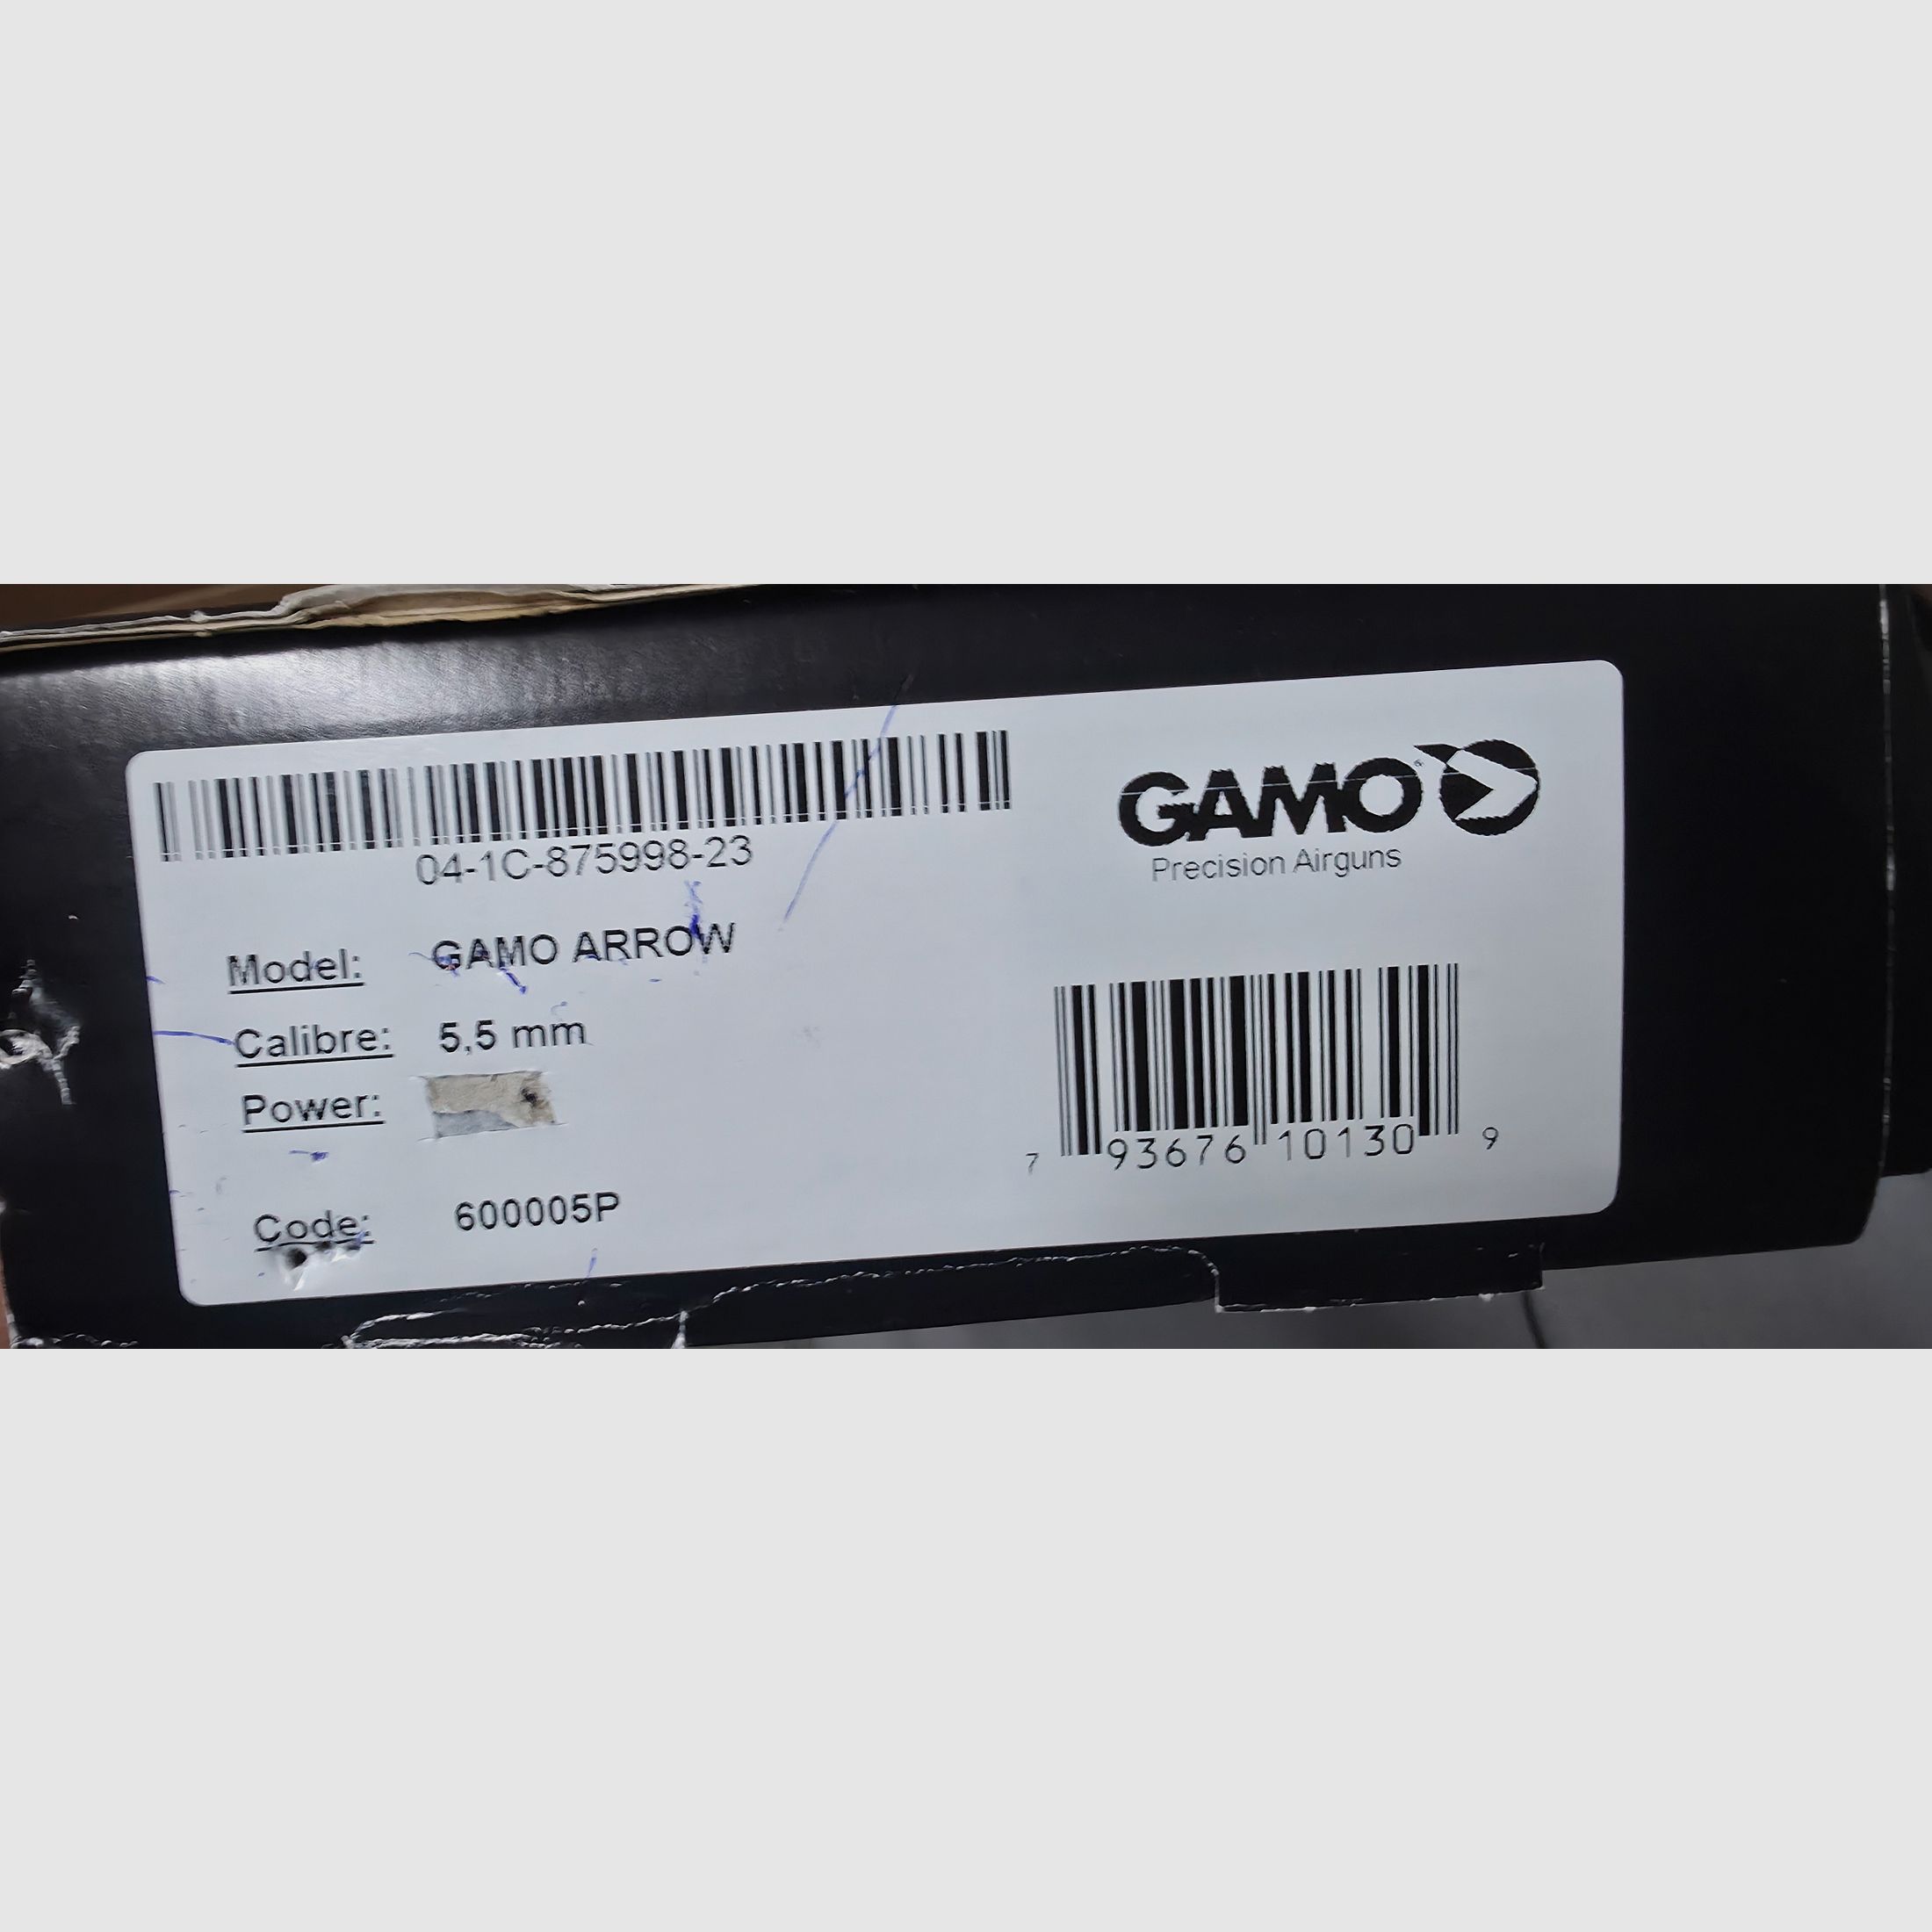 04-1C-875998-23
GAMO
Precision Airguns
Model: GAMO ARROW
Calibre: 5,5 mm
Power:
Code: 600005P
7 93676 10130 9